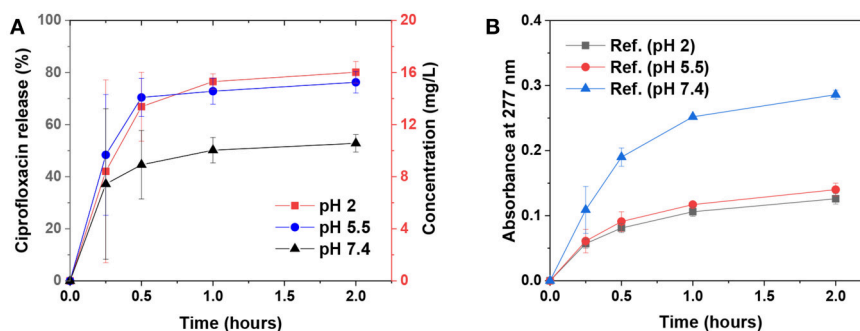 A
Ciprofloxacin release (%)
100
80
60
40
20
0
20
16
12
8
4
0
Concentration (mg/L)
pH 2
pH 5.5
pH 7.4
0.0 0.5 1.0 1.5 2.0
Time (hours)
B
Absorbance at 277 nm
0.4
0.3
0.2
0.1
0.0
Ref. (pH 2)
Ref. (pH 5.5)
Ref. (pH 7.4)
0.0 0.5 1.0 1.5 2.0
Time (hours)